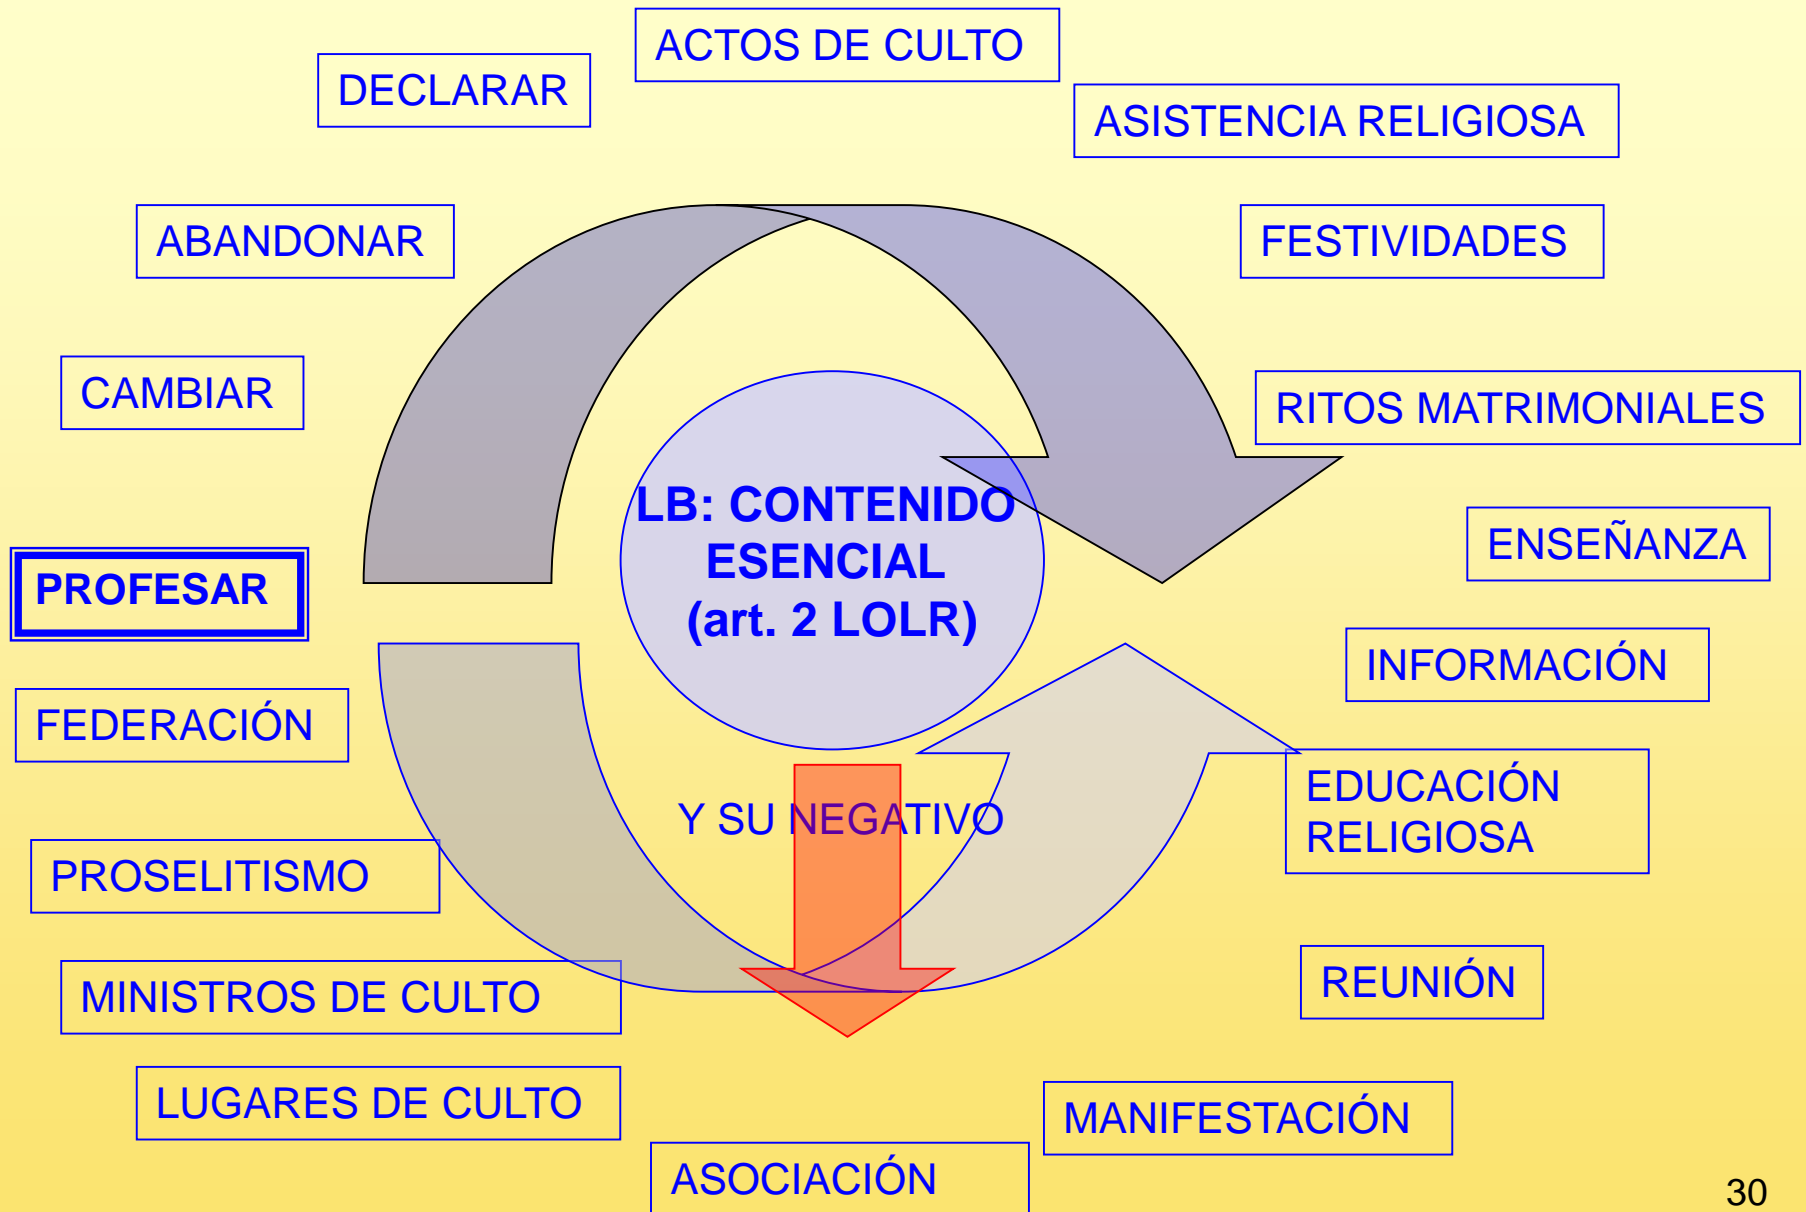 ACTOS DE CULTO
DECLARAR
ASISTENCIA RELIGIOSA
ABANDONAR
FESTIVIDADES
CAMBIAR
RITOS MATRIMONIALES
LB: CONTENIDO
ESENCIAL
(art. 2 LOLR)
ENSEÑANZA
PROFESAR
INFORMACIÓN
FEDERACIÓN
EDUCACIÓN
RELIGIOSA
Y SU NEGATIVO
PROSELITISMO
REUNIÓN
MINISTROS DE CULTO
LUGARES DE CULTO
MANIFESTACIÓN
ASOCIACIÓN
30